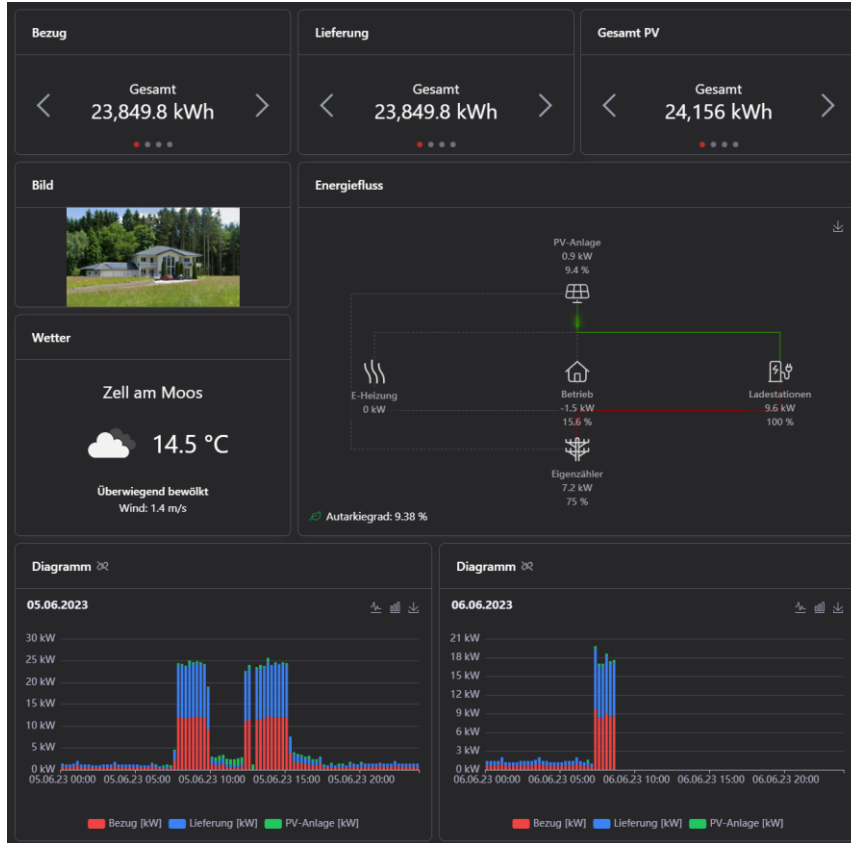 Bezug
Lieferung
Gesamt PV
Gesamt
23,849.8 kWh
Gesamt
23,849.8 kWh
Gesamt
24,156 kWh
Bild
Energiefluss
PV-Anlage
0.9 kW
9.4 %
E-Heizung
0 kW
Betrieb
-1.5 kW
15.6 %
Ladestationen
9.6 kW
100 %
Eigenzähler
7.2 kW
75 %
Autarkiegrad: 9.38 %
Wetter
Zell am Moos
14.5 °C
Überwiegend bewölkt
Wind: 1.4 m/s
Diagramm
05.06.2023
30 kW
25 kW
20 kW
15 kW
10 kW
5 kW
0 kW
05.06.23 00:00 05.06.23 05:00 05.06.23 10:00 05.06.23 15:00 05.06.23 20:00
Bezug [kW] Lieferung [kW] PV-Anlage [kW]
Diagramm
06.06.2023
21 kW
18 kW
15 kW
12 kW
9 kW
6 kW
3 kW
0 kW
06.06.23 00:00 06.06.23 05:00 06.06.23 10:00 06.06.23 15:00 06.06.23 20:00
Bezug [kW] Lieferung [kW] PV-Anlage [kW]